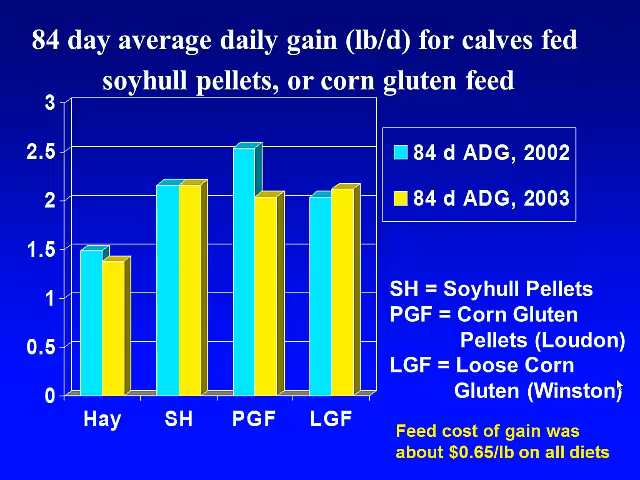 84 day average daily gain (lb/d) for calves fed
soyhull pellets, or corn gluten feed
3
2.5
2
1.5
1
0.5
0
Hay SH PGF LGF
84 d ADG, 2002
84 d ADG, 2003
SH = Soyhull Pellets
PGF = Corn Gluten
Pellets (Loudon)
LGF = Loose Corn
Gluten (Winston)
Feed cost of gain was
about $0.65/lb on all diets